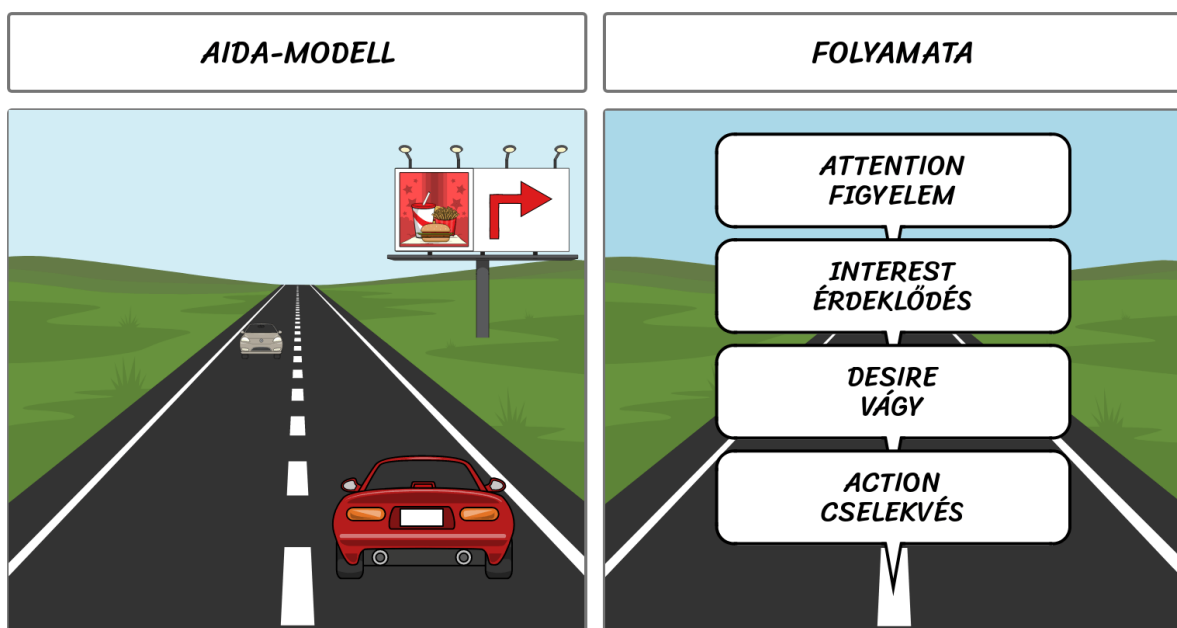 AIDA-MODELL
FOLYAMATA
ATTENTION
FIGYELEM
INTEREST
ÉRDEKLŐDÉS
DESIRE
VÁGY
ACTION
CSELEKVÉS